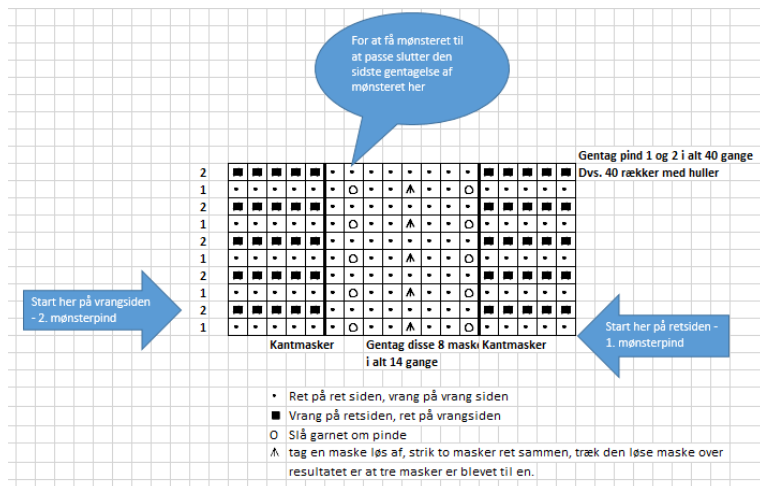 For at få mønsteret til
at passe slutter den
sidste gentagelse af
mønsteret her
Gentag pind 1 og 2 i alt 40 gange
2 Dvs. 40 rækker med huller
1
2
1
2
1
2
1
2
1
Start her på vrangsiden
- 2. mønsterpind
Start her på retsiden -
1. mønsterpind
Kantmasker Gentag disse 8 mask Kantmasker
i alt 14 gange
• Ret på ret siden, vrang på vrang siden
■ Vrang på retsiden, ret på vrangsiden
O Slå garnet om pinde
tag en maske løs af, strik to masker ret sammen, træk den løse maske over
resultatet er at tre masker er blevet til en.